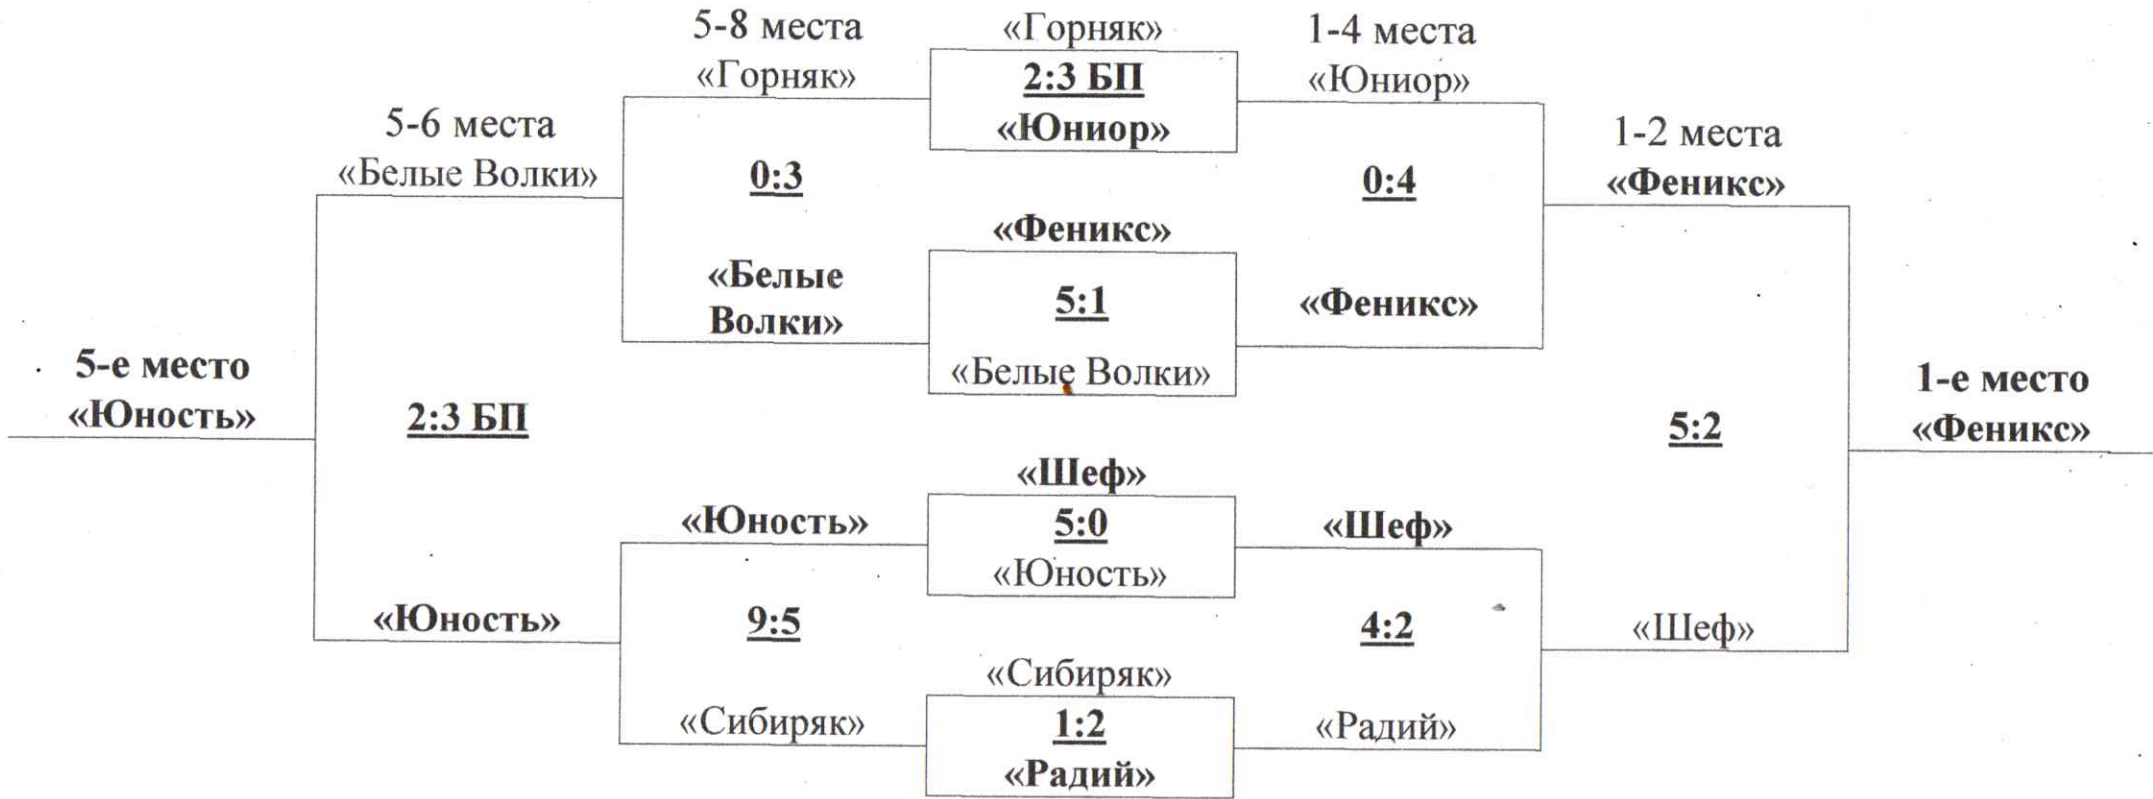 5-8 места
«Горняк»
1-4 места
«Горняк»
2:3 БП
«Юниор»
5-6 места
«Юниор»
1-2 места
«Белые Волки»
0:3
0:4
«Феникс»
«Феникс»
«Белые
Волки»
5:1
«Феникс»
5-е место
«Белые Волки»
1-е место
«Юность»
2:3 БП
5:2
«Феникс»
«Шеф»
«Юность»
5:0
«Шеф»
«Юность»
«Юность»
9:5
4:2
«Шеф»
«Сибиряк»
«Сибиряк»
1:2
«Радий»
«Радий»